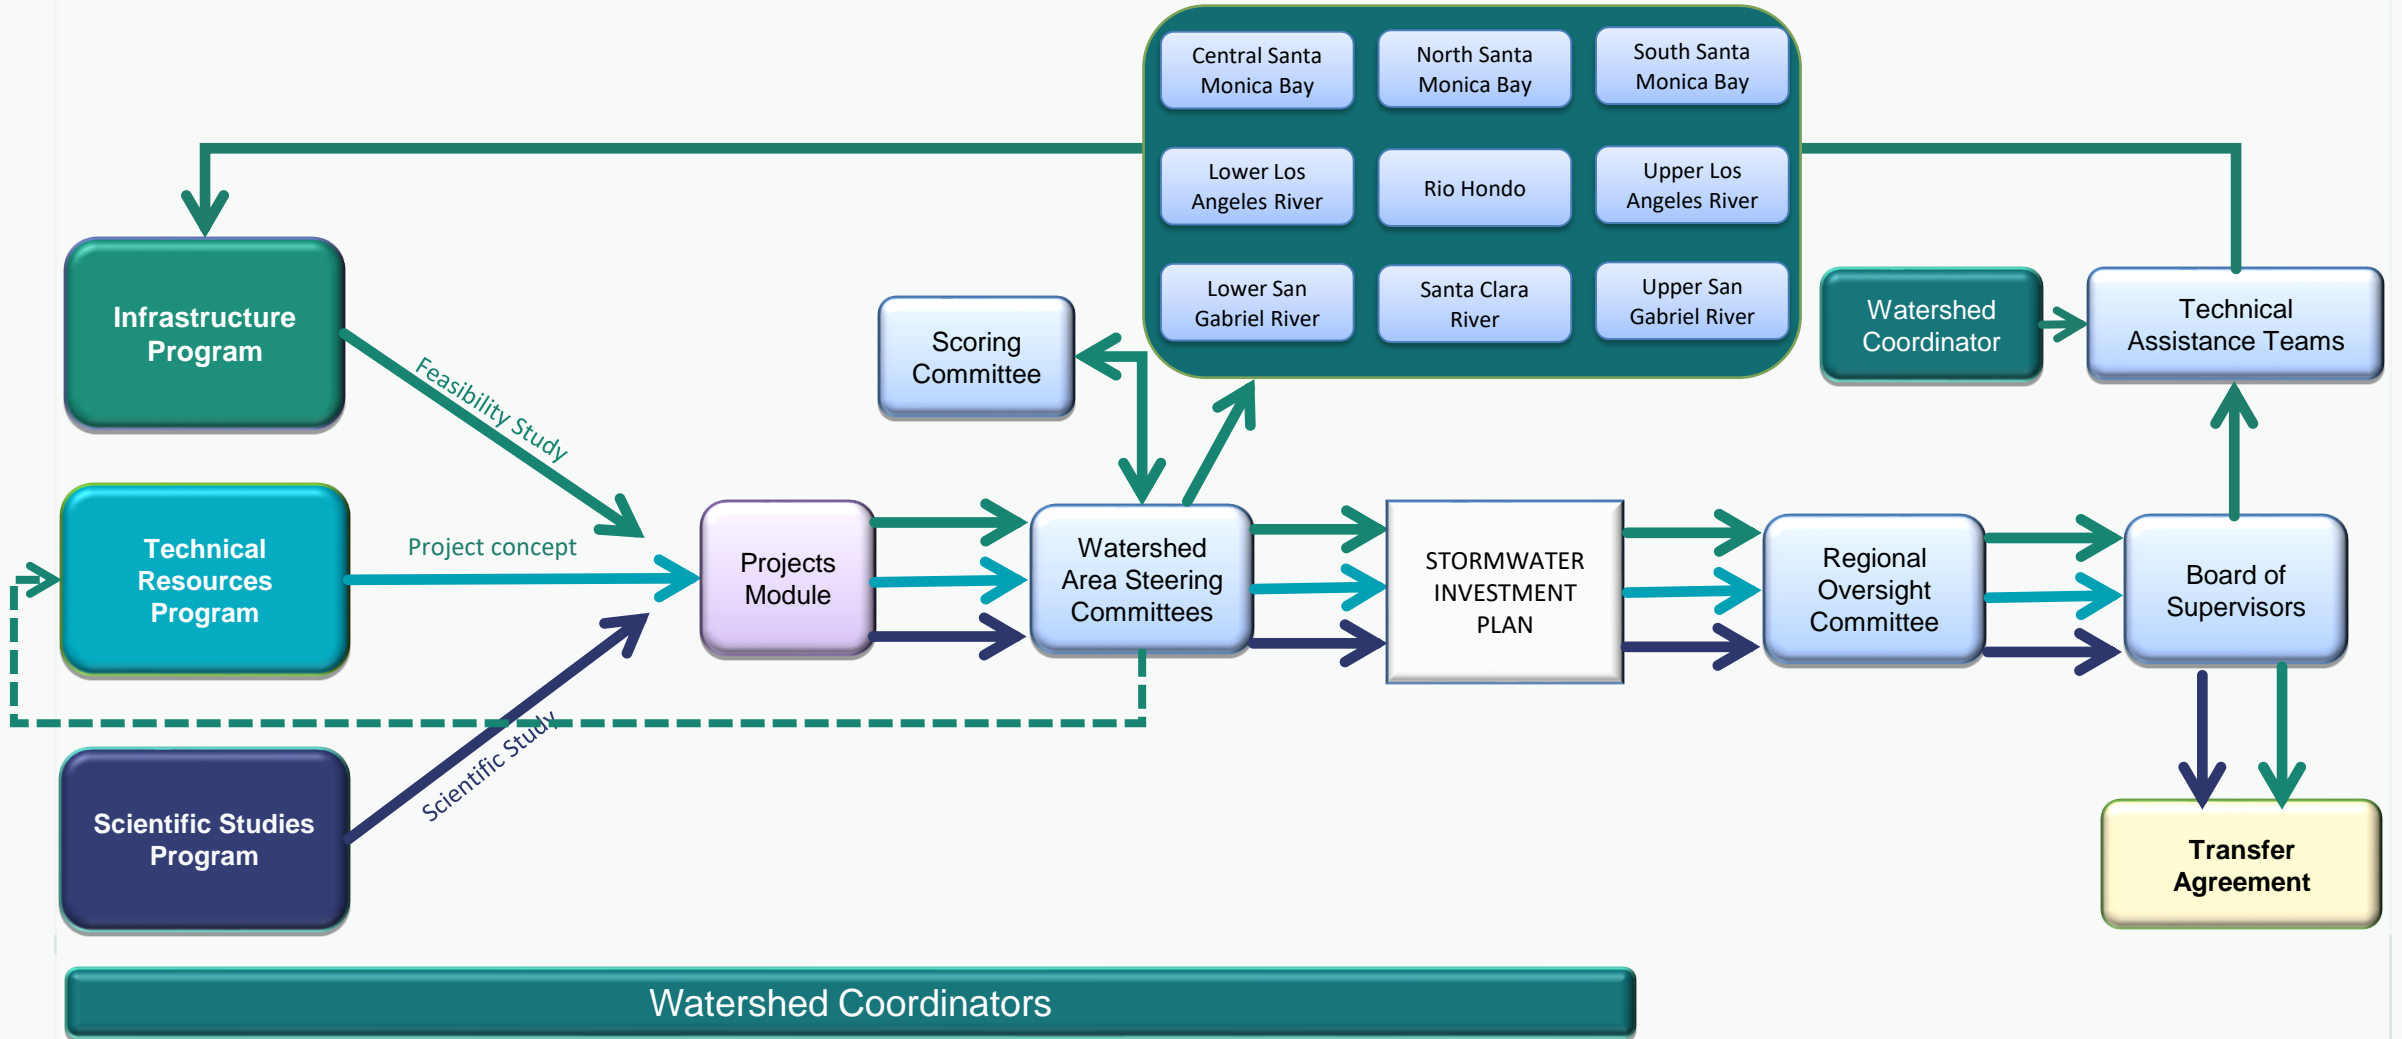 Central Santa
Monica Bay
North Santa
Monica Bay
South Santa
Monica Bay
Lower Los
Angeles River
Rio Hondo
Upper Los
Angeles River
Lower San
Gabriel River
Santa Clara
River
Upper San
Gabriel River
Infrastructure
Program
Feasibility Study
Scoring
Committee
Watershed
Coordinator
Technical
Assistance Teams
Technical
Resources
Program
Project concept
Projects
Module
Watershed
Area Steering
Committees
STORMWATER
INVESTMENT
PLAN
Regional
Oversight
Committee
Board of
Supervisors
Scientific Studies
Program
Scientific Study
Transfer
Agreement
Watershed Coordinators